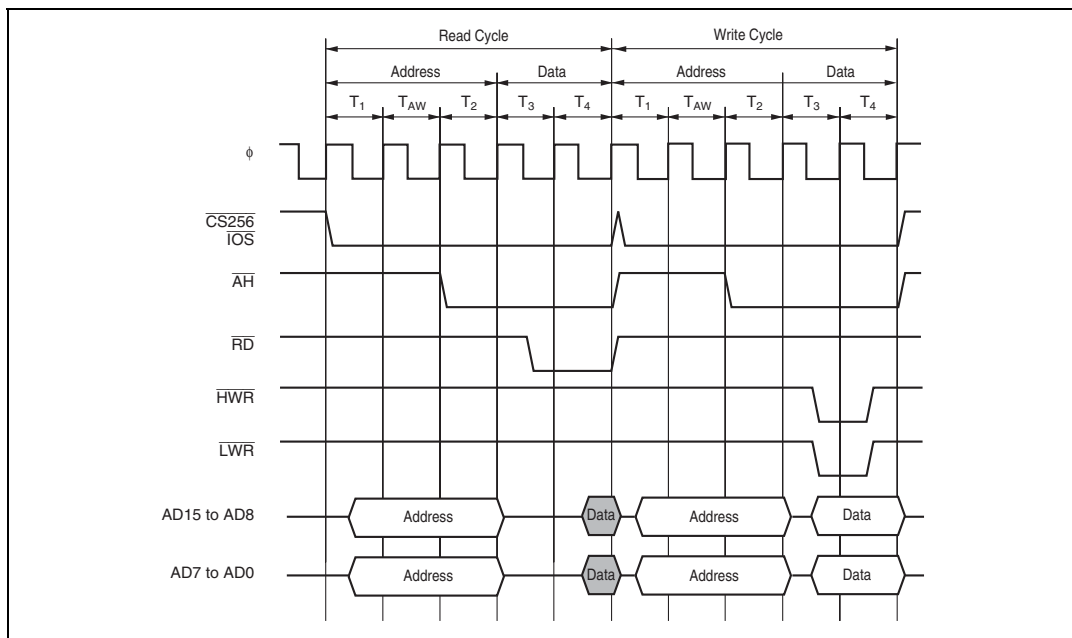 Read Cycle Write Cycle
Address Data Address Data
T1 TAW T2 T3 T4 T1 TAW T2 T3 T4
φ
CS256
IOS
AH
RD
HWR
LWR
AD15 to AD8 Address Data Address Data
AD7 to AD0 Address Data Address Data